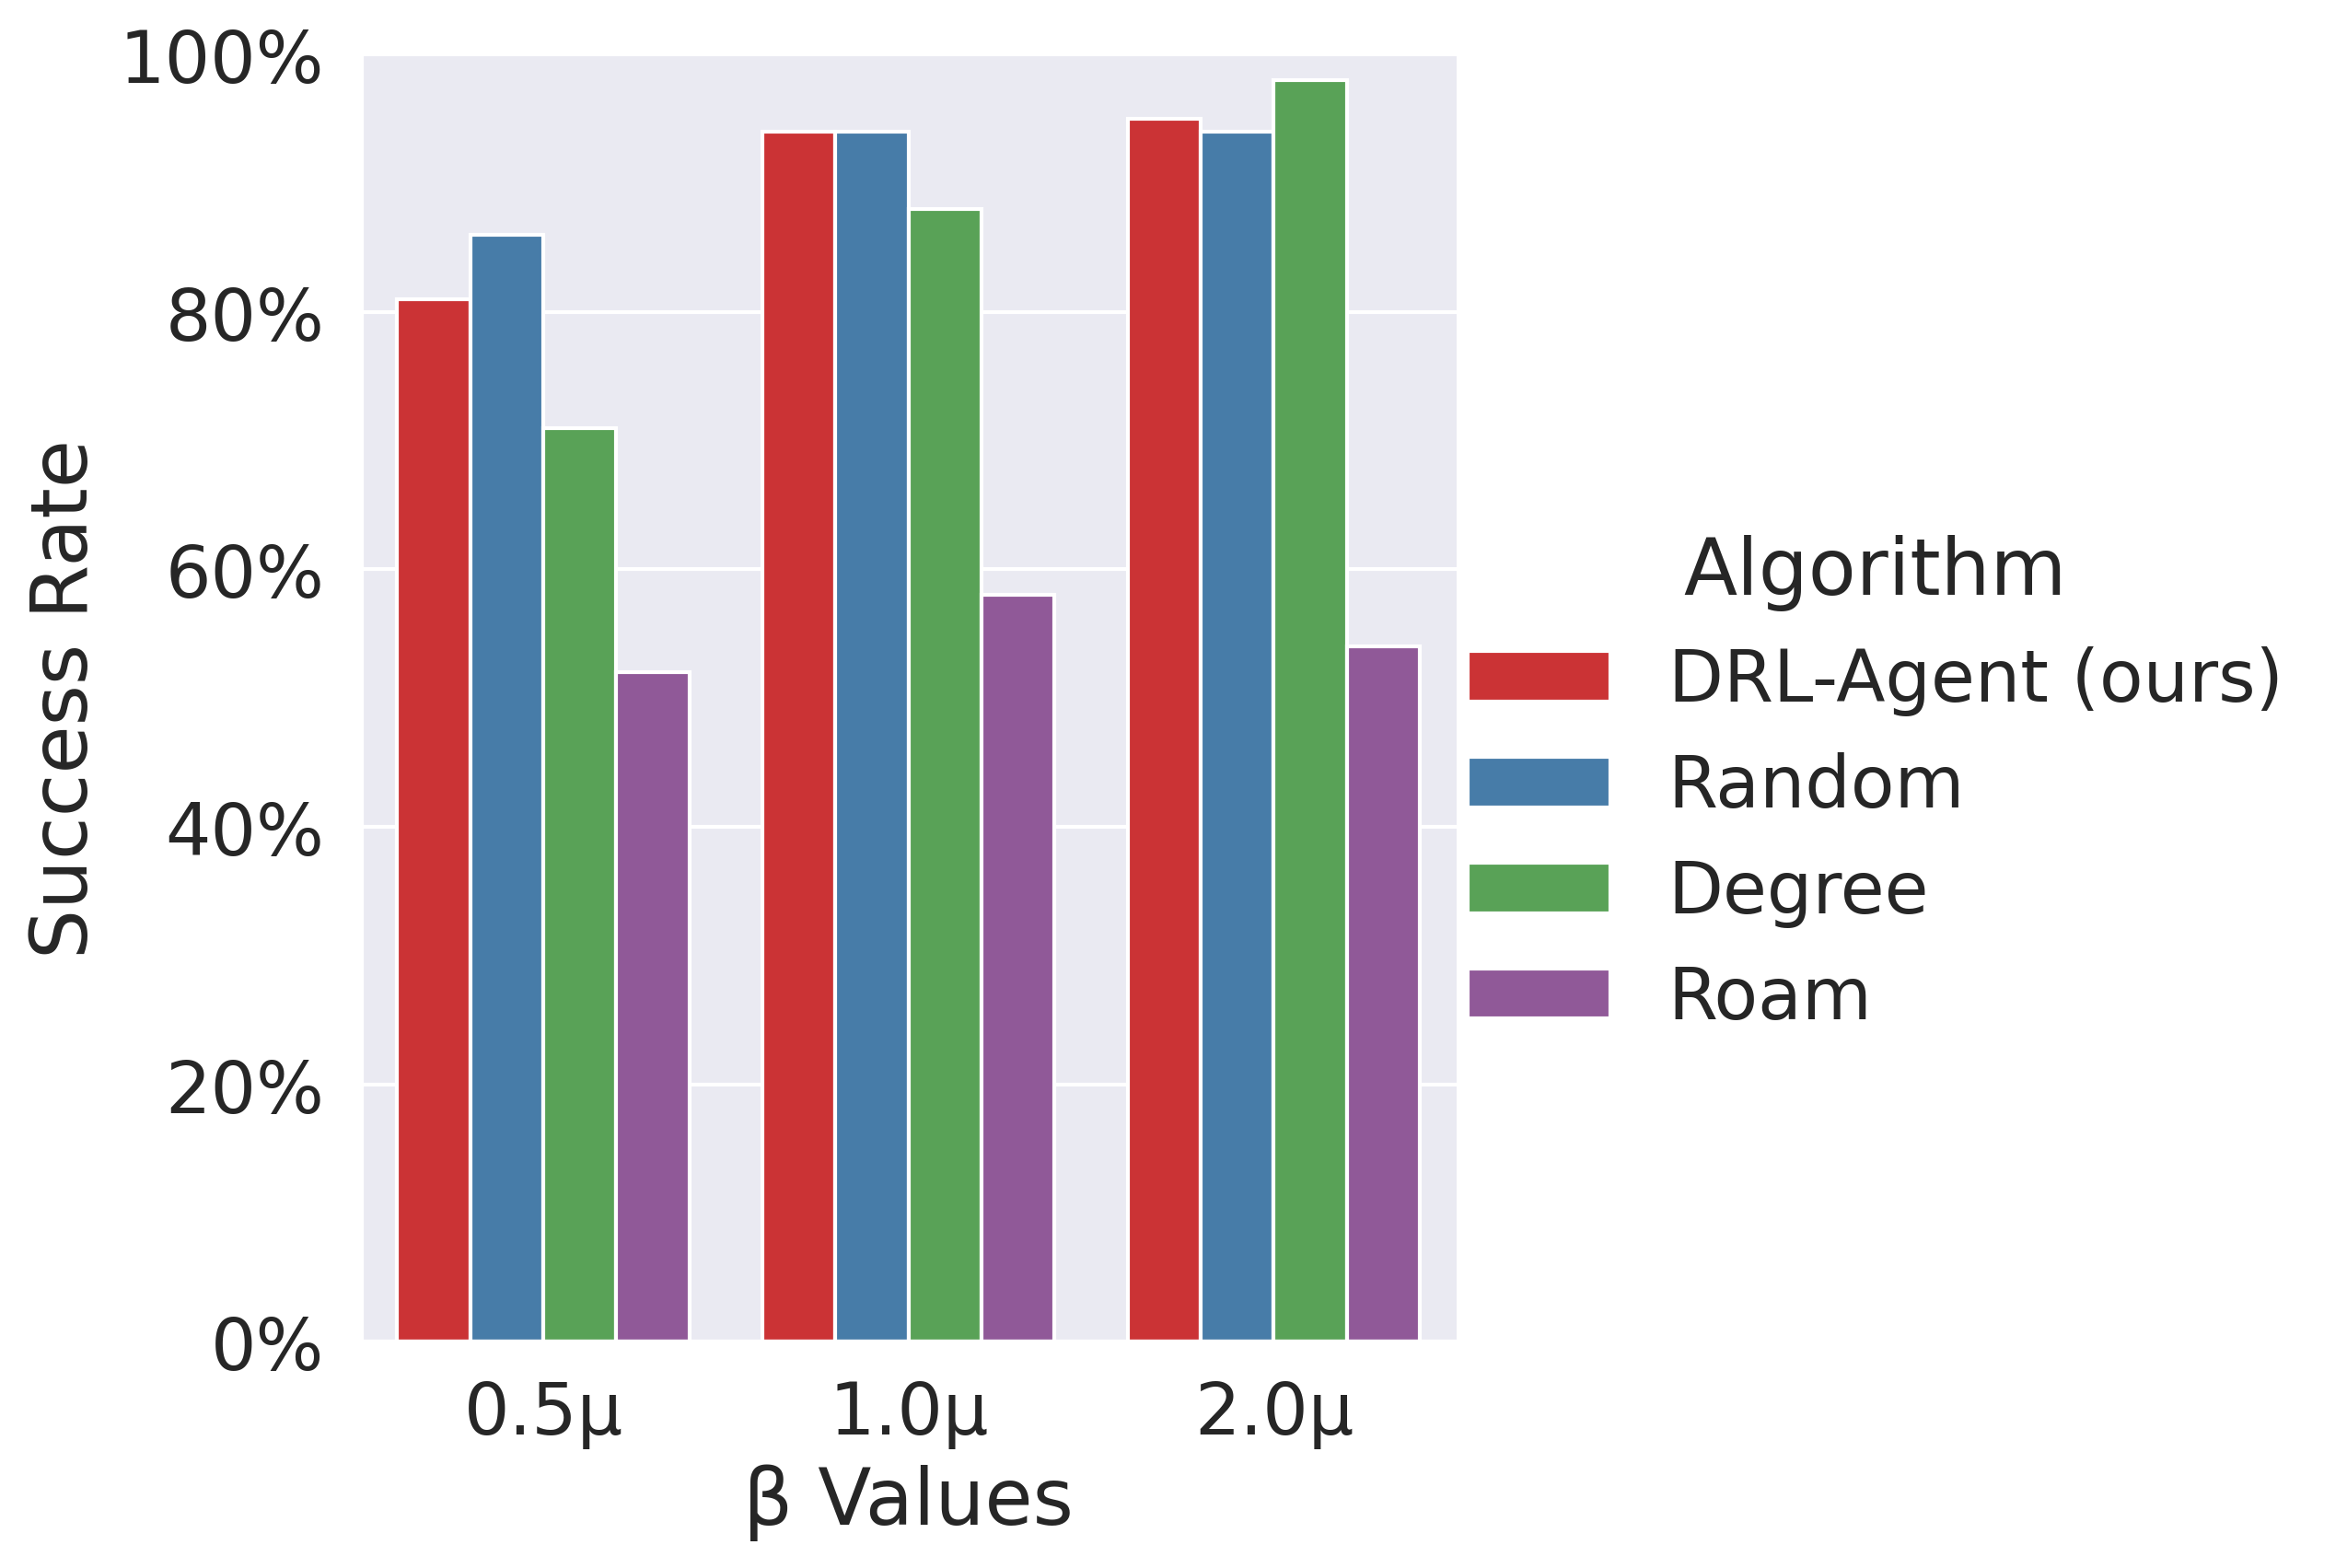 100%
80%
60%
40%
20%
0%
Success Rate
0.5μ 1.0μ 2.0μ
β Values
Algorithm
DRL-Agent (ours)
Random
Degree
Roam